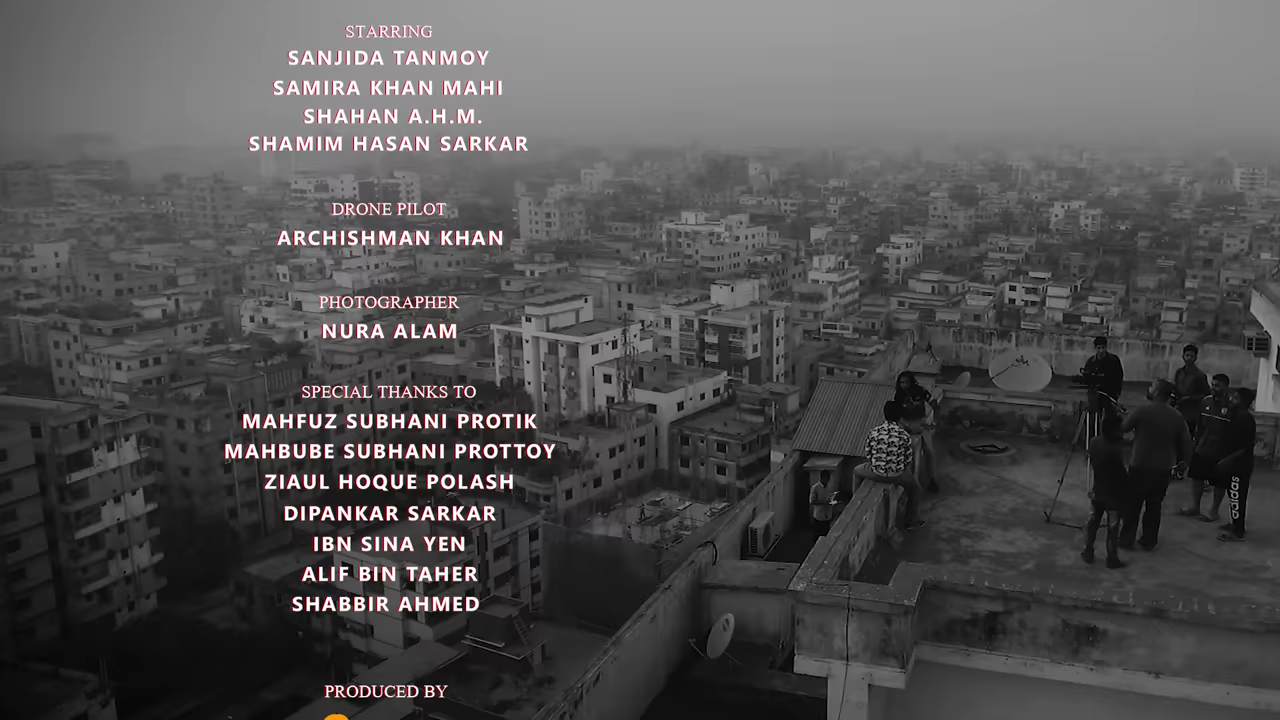 STARRING
SANJIDA TANMOY
SAMIRA KHAN MAHI
SHAHAN A.H.M.
SHAMIM HASAN SARKAR
DRONE PILOT
ARCHISHMAN KHAN
PHOTOGRAPHER
NURA ALAM
SPECIAL THANKS TO
MAHFUZ SUBHANI PROTIK
MAHBUBE SUBHANI PROTTOY
ZIAUL HOQUE POLASH
DIPANKAR SARKAR
IBN SINA YEN
ALIF BIN TAHER
SHABBIR AHMED
PRODUCED BY
adidas